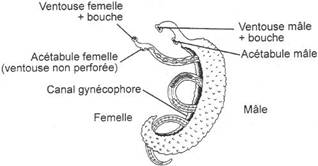 Ventouse femelle
+ bouche
Acétabule femelle
(ventouse non perforée)
Canal gynécophore
Femelle
Ventouse mâle
+ bouche
Acétabule mâle
Mâle